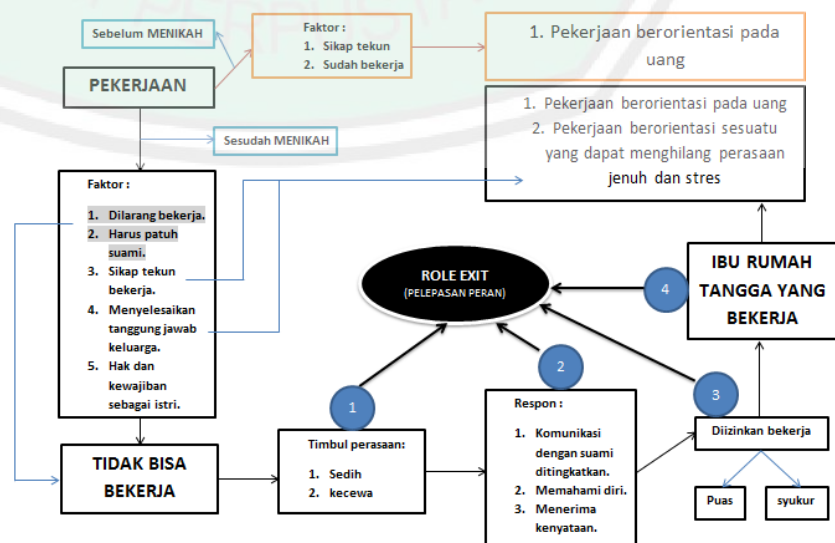 PERPUST
Sebelum MENIKAH
Faktor :
1. Sikap tekun
2. Sudah bekerja
1. Pekerjaan berorientasi pada
uang
PEKERJAAN
1. Pekerjaan berorientasi pada uang
2. Pekerjaan berorientasi sesuatu
yang dapat menghilang perasaan
jenuh dan stres
Sesudah MENIKAH
Faktor :
1. Dilarang bekerja.
2. Harus patuh
suami.
3. Sikap tekun
bekerja.
4. Menyelesaikan
tanggung jawab
keluarga.
5. Hak dan
kewajiban
sebagai istri.
ROLE EXIT
(PELEPASAN PERAN)
4
IBU RUMAH
TANGGA YANG
BEKERJA
1
2
3
TIDAK BISA
BEKERJA
Timbul perasaan:
1. Sedih
2. kecewa
Respon :
1. Komunikasi
dengan suami
ditingkatkan.
2. Memahami diri.
3. Menerima
kenyataan.
Diizinkan bekerja
Puas
syukur